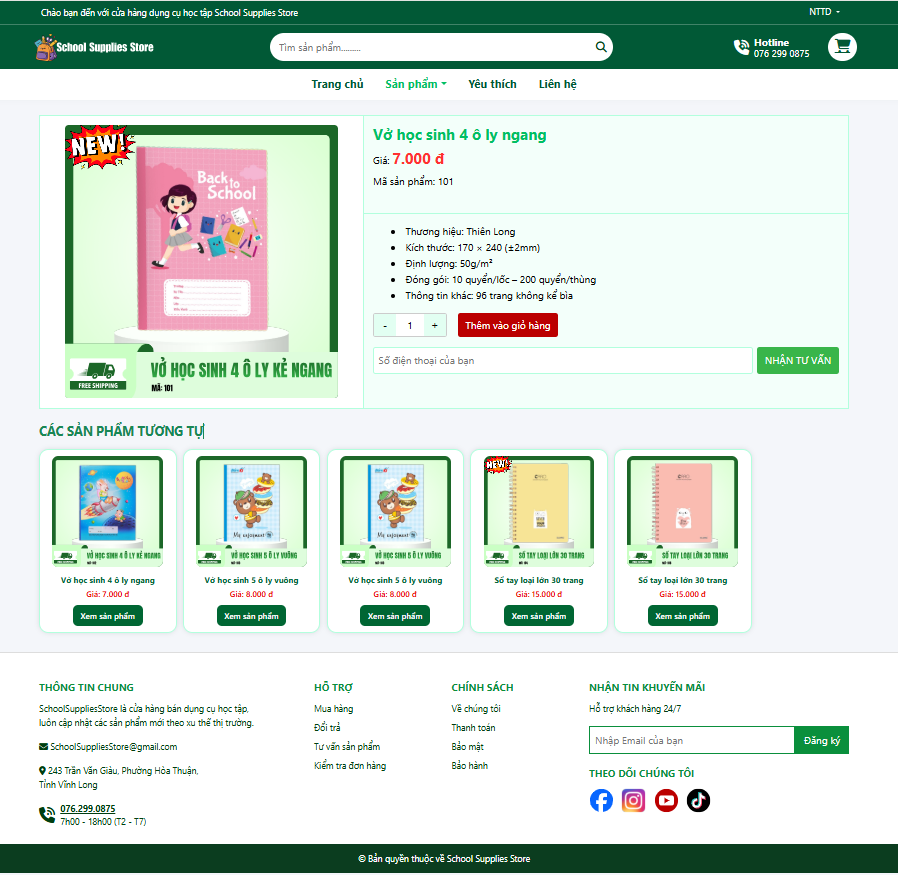 Chào bạn đến với cửa hàng dụng cụ học tập School Supplies Store
NTTD
School Supplies Store
Tìm sản phẩm.........
Hotline
076 299 0875
Trang chủ
Sản phẩm
Yêu thích
Liên hệ
NEW!
Back to
School
FREE SHIPPING
VỞ HỌC SINH 4 Ô LY KẺ NGANG
MÃ: 101
Vở học sinh 4 ô ly ngang
Giá: 7.000 đ
Mã sản phẩm: 101
Thương hiệu: Thiên Long
Kích thước: 170 × 240 (±2mm)
Định lượng: 50g/m²
Đóng gói: 10 quyển/lốc – 200 quyển/thùng
Thông tin khác: 96 trang không kể bìa
- 1 +
Thêm vào giỏ hàng
Số điện thoại của bạn
NHẬN TƯ VẤN
CÁC SẢN PHẨM TƯƠNG TỰ
VỞ HỌC SINH 4 Ô LY KẺ NGANG
Vở học sinh 4 ô ly ngang
Giá: 7.000 đ
Xem sản phẩm
My notebook
VỞ HỌC SINH 5 Ô LY VUÔNG
Vở học sinh 5 ô ly vuông
Giá: 8.000 đ
Xem sản phẩm
My notebook
VỞ HỌC SINH 5 Ô LY VUÔNG
Vở học sinh 5 ô ly vuông
Giá: 8.000 đ
Xem sản phẩm
NEW!
SỔ TAY LOẠI LỚN 30 TRANG
Sổ tay loại lớn 30 trang
Giá: 15.000 đ
Xem sản phẩm
SỔ TAY LOẠI LỚN 30 TRANG
Sổ tay loại lớn 30 trang
Giá: 15.000 đ
Xem sản phẩm
THÔNG TIN CHUNG
SchoolSuppliesStore là cửa hàng bán dụng cụ học tập,
luôn cập nhật các sản phẩm mới theo xu thế thị trường.
SchoolSuppliesStore@gmail.com
243 Trần Văn Giàu, Phường Hòa Thuận,
Tỉnh Vĩnh Long
076.299.0875
7h00 - 18h00 (T2 - T7)
HỖ TRỢ
Mua hàng
Đổi trả
Tư vấn sản phẩm
Kiểm tra đơn hàng
CHÍNH SÁCH
Về chúng tôi
Thanh toán
Bảo mật
Bảo hành
NHẬN TIN KHUYẾN MÃI
Hỗ trợ khách hàng 24/7
Nhập Email của bạn
Đăng ký
THEO DÕI CHÚNG TÔI
© Bản quyền thuộc về School Supplies Store